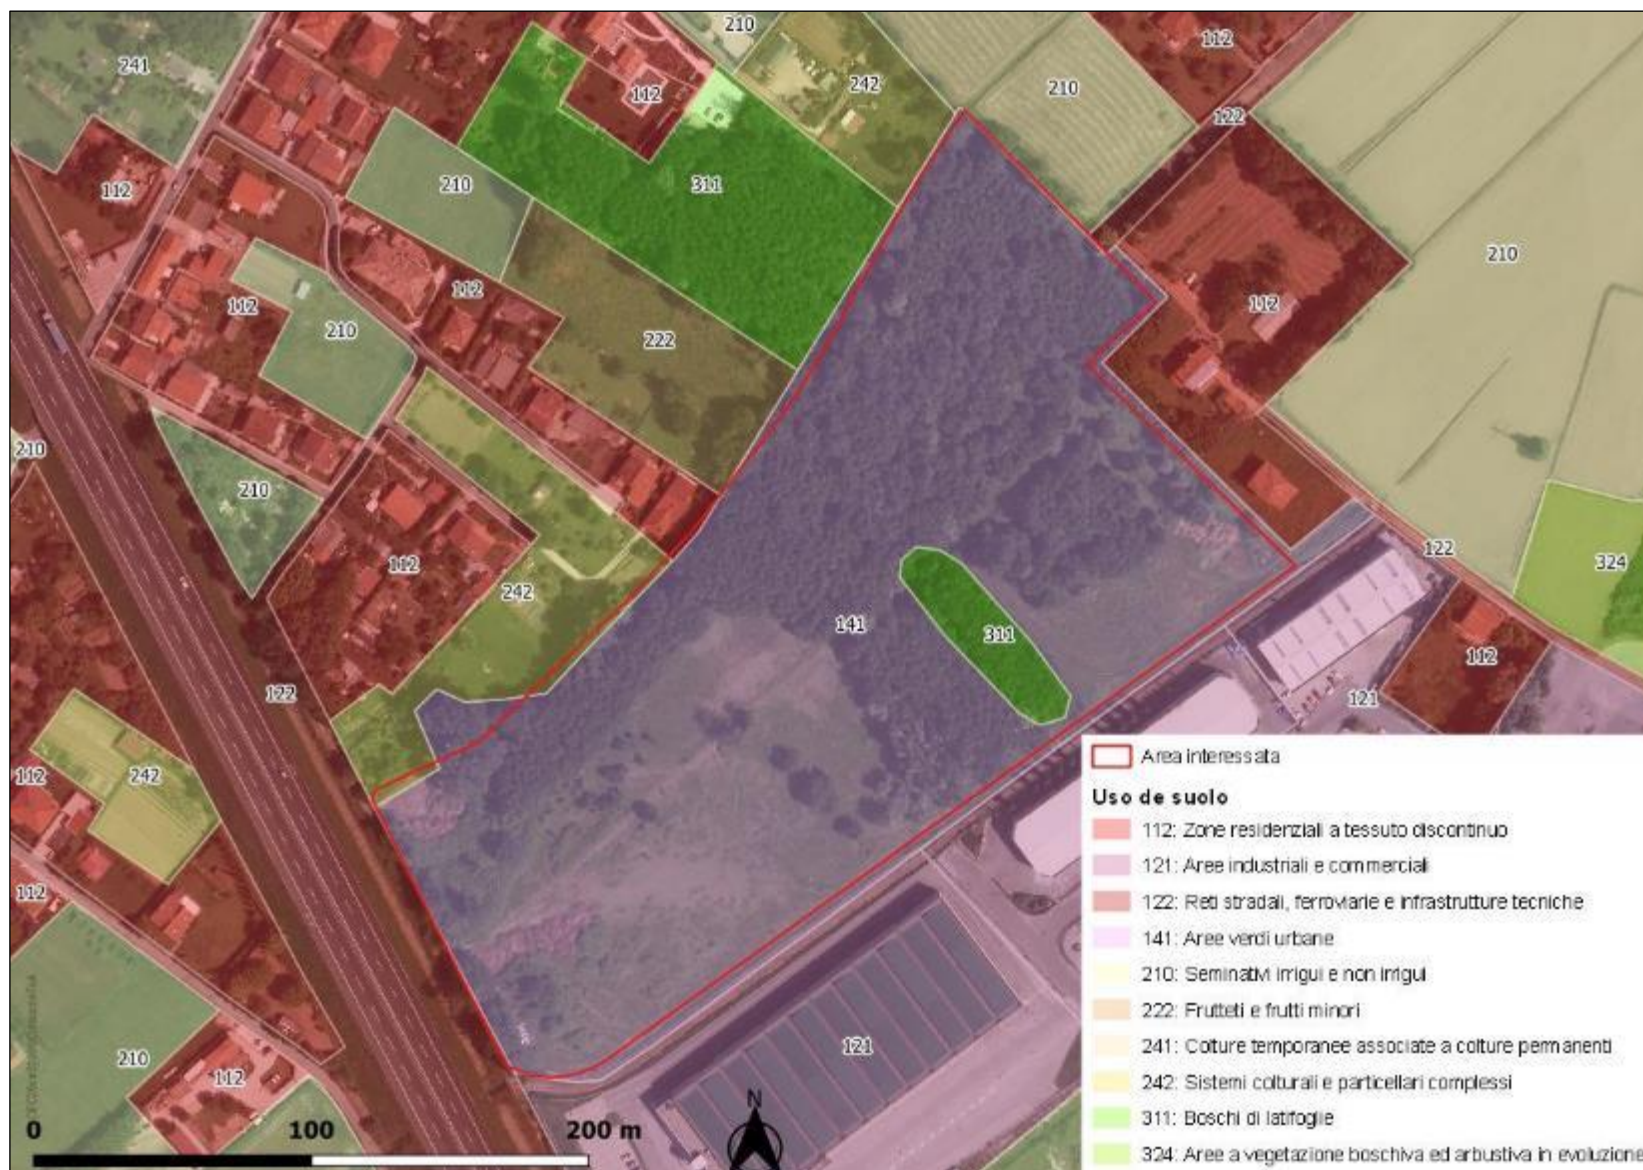 210
112
241
242
210
112
112
122
210
311
112
210
112
112
112
210
222
210
210
122
112
324
242
141
311
112
122
121
112
242
112
121
210
112
0
100
200 m
N
Area interessata
Uso de suolo
112: Zone residenziali a tessuto discontinuo
121: Aree industriali e commerciali
122: Reti stradali, ferroviarie e infrastrutture tecniche
141: Aree verdi urbane
210: Seminativi irrigui e non irrigui
222: Frutteti e frutti minori
241: Colture temporanee associate a colture permanenti
242: Sistemi colturali e particellari complessi
311: Boschi di latifoglie
324: Aree a vegetazione boschiva ed arbustiva in evoluzione